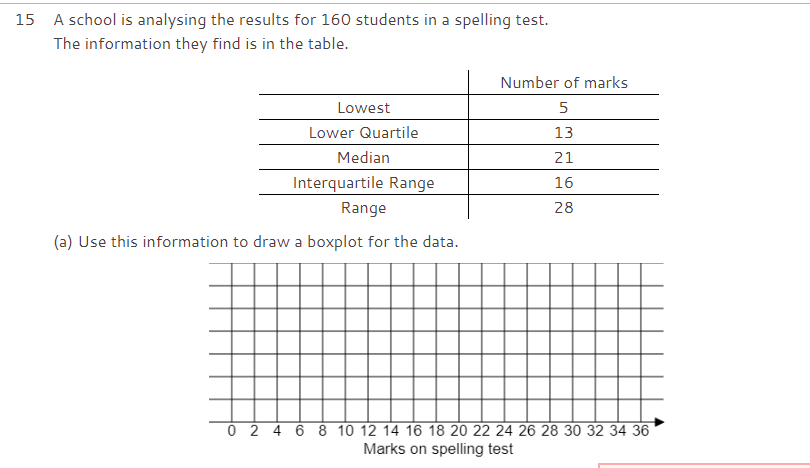 15 A school is analysing the results for 160 students in a spelling test.
The information they find is in the table.
Number of marks
Lowest 5
Lower Quartile 13
Median 21
Interquartile Range 16
Range 28
(a) Use this information to draw a boxplot for the data.
0 2 4 6 8 10 12 14 16 18 20 22 24 26 28 30 32 34 36
Marks on spelling test